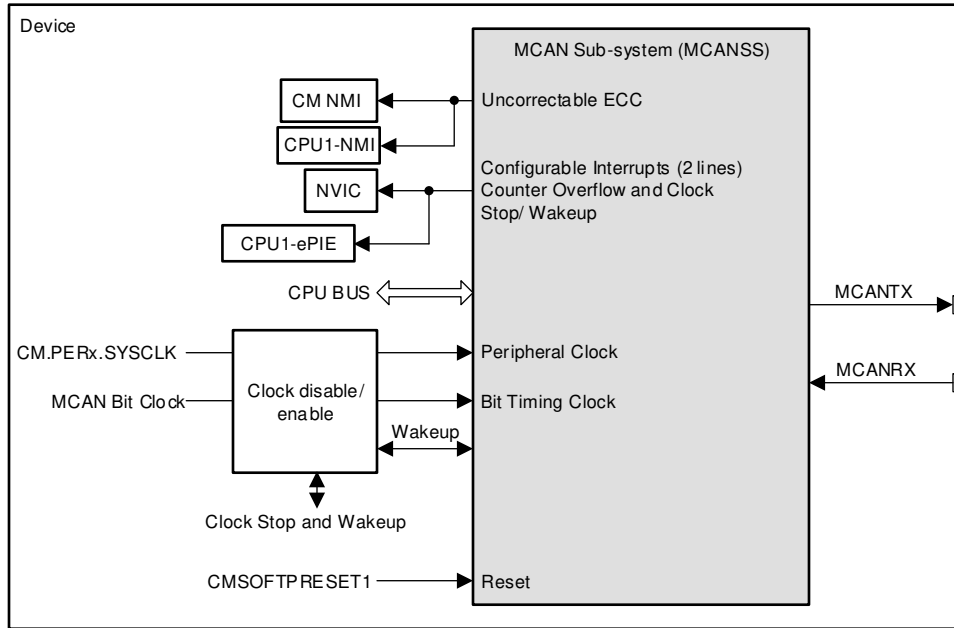 Device
MCAN Sub-system (MCANSS)
CM NMI
Uncorrectable ECC
CPU1-NMI
Configurable Interrupts (2 lines)
NVIC
Counter Overflow and Clock
Stop/ Wakeup
CPU1-ePIE
CPU BUS
MCANTX
CM.PERx.SYSCLK
Peripheral Clock
MCANRX
Clock disable/
enable
MCAN Bit Clock
Bit Timing Clock
Wakeup
Clock Stop and Wakeup
CMSOFTPRESET1
Reset